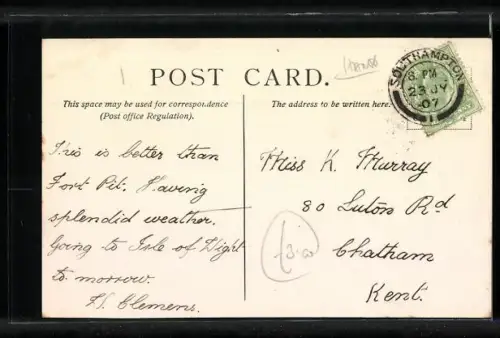 POST CARD.
This space may be used for correspondence
(Post office Regulation).
The address to be written here.
SOUTHAMPTON
6 PM
23 JY
07
This is better than
Fort Pit. Having
splendid weather.
Going to Isle of Wight
to morrow.
H. Clemens.
Miss K. Murray
80 Luton Rd
Chatham
Kent.